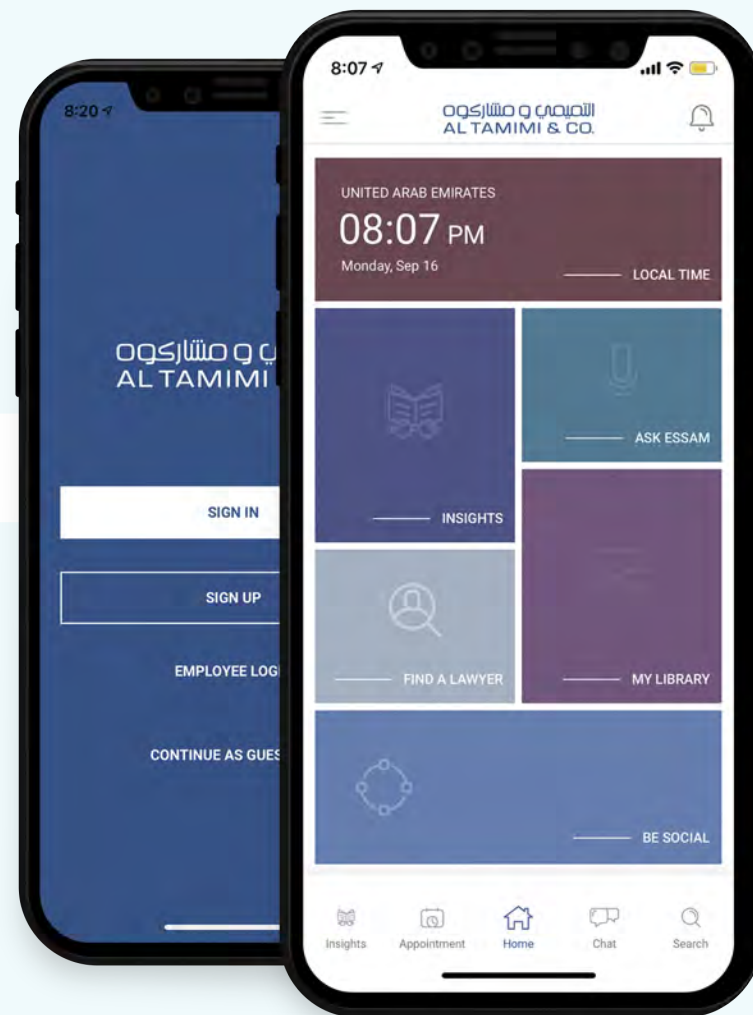 8:20
التميمي و مشاركوه
AL TAMIMI
SIGN IN
SIGN UP
EMPLOYEE LOG
CONTINUE AS GUES
8:07
التميمي و مشاركوه
AL TAMIMI & CO.
UNITED ARAB EMIRATES
08:07 PM
Monday, Sep 16
LOCAL TIME
ASK ESSAM
INSIGHTS
FIND A LAWYER
MY LIBRARY
BE SOCIAL
Insights
Appointment
Home
Chat
Search